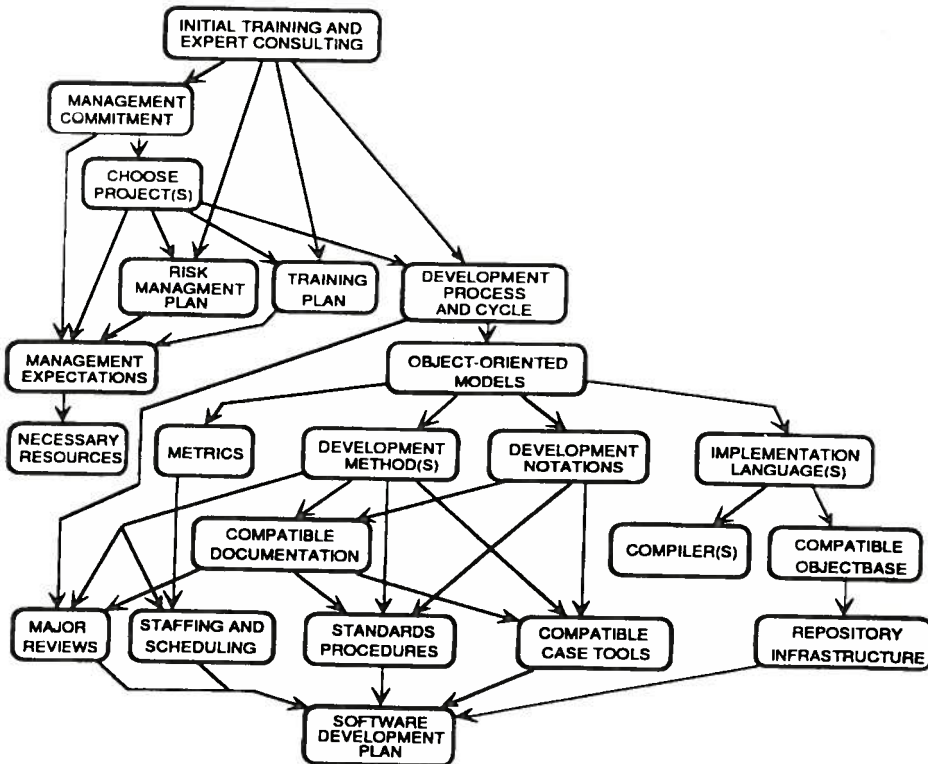 INITIAL TRAINING AND
EXPERT CONSULTING
MANAGEMENT
COMMITMENT
CHOOSE
PROJECT(S)
RISK
MANAGMENT
PLAN
TRAINING
PLAN
DEVELOPMENT
PROCESS
AND CYCLE
MANAGEMENT
EXPECTATIONS
OBJECT-ORIENTED
MODELS
NECESSARY
RESOURCES
METRICS
DEVELOPMENT
METHOD(S)
DEVELOPMENT
NOTATIONS
IMPLEMENTATION
LANGUAGE(S)
COMPATIBLE
DOCUMENTATION
COMPILER(S)
COMPATIBLE
OBJECTBASE
MAJOR
REVIEWS
STAFFING AND
SCHEDULING
STANDARDS
PROCEDURES
COMPATIBLE
CASE TOOLS
REPOSITORY
INFRASTRUCTURE
SOFTWARE
DEVELOPMENT
PLAN